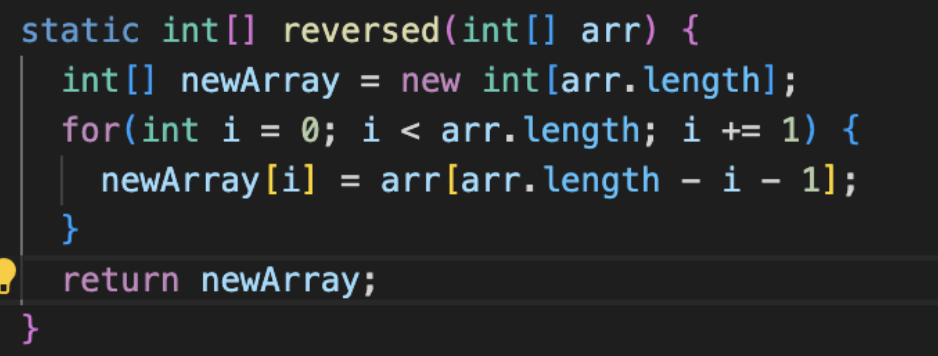 static int[] reversed(int[] arr) {
  int[] newArray = new int[arr.length];
  for(int i = 0; i < arr.length; i += 1) {
    newArray[i] = arr[arr.length - i - 1];
  }
  return newArray;
}